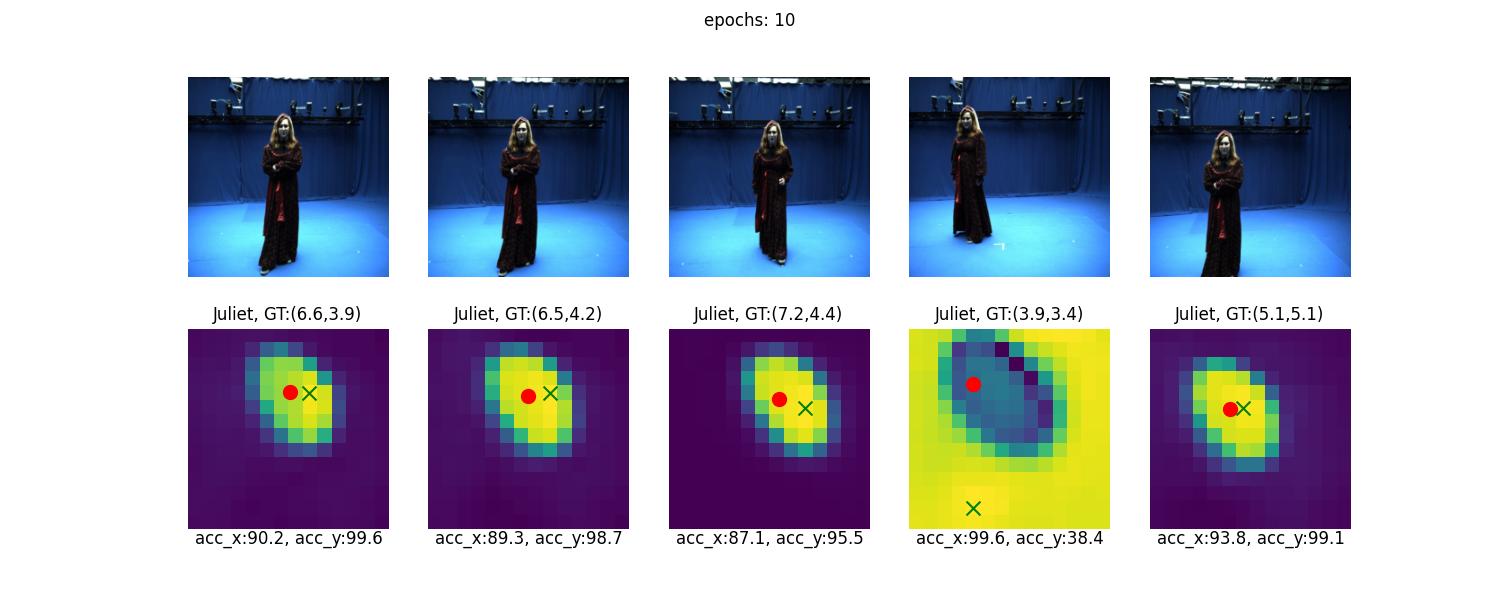 epochs: 10
Juliet, GT:(6.6,3.9)
Juliet, GT:(6.5,4.2)
Juliet, GT:(7.2,4.4)
Juliet, GT:(3.9,3.4)
Juliet, GT:(5.1,5.1)
acc_x:90.2, acc_y:99.6
acc_x:89.3, acc_y:98.7
acc_x:87.1, acc_y:95.5
acc_x:99.6, acc_y:38.4
acc_x:93.8, acc_y:99.1